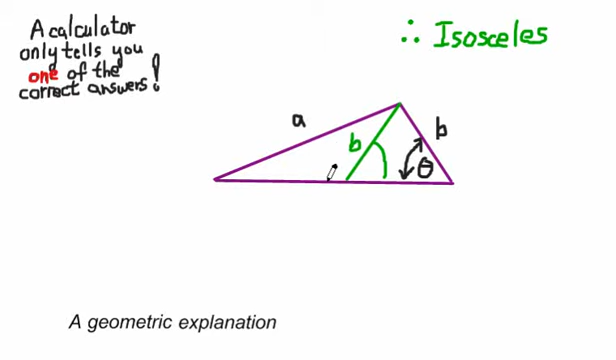 A calculator
only tells you
one of the
correct answers!
∴ Isosceles
a
b
b
θ
A geometric explanation